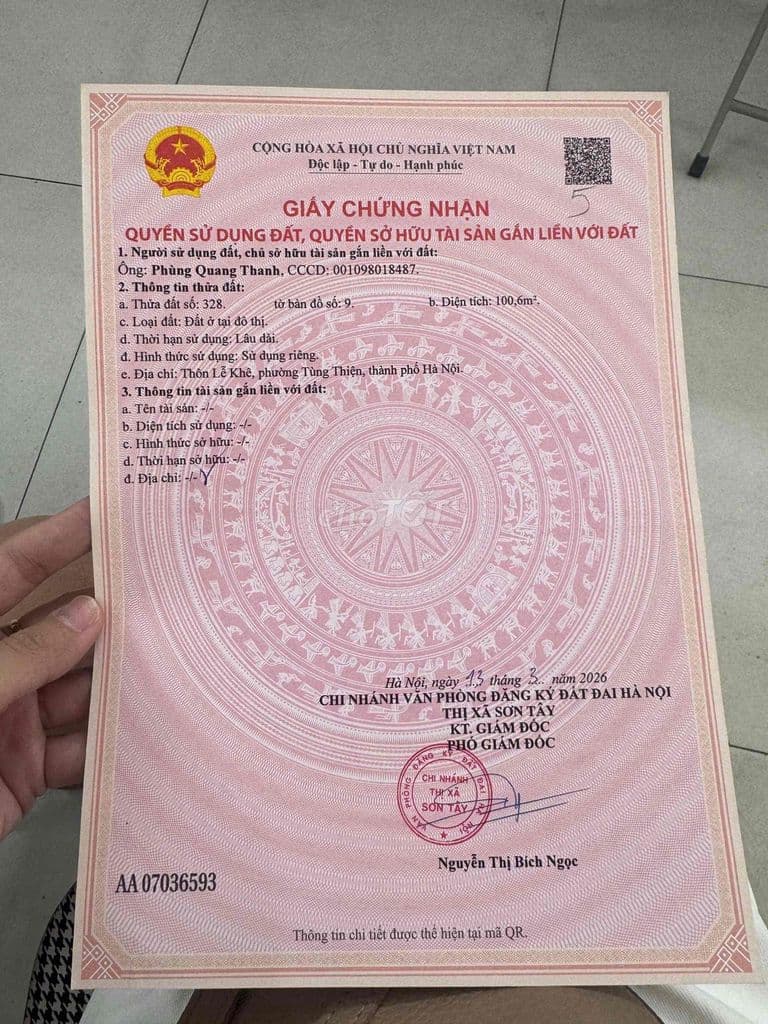 CỘNG HÒA XÃ HỘI CHỦ NGHĨA VIỆT NAM
Độc lập - Tự do - Hạnh phúc
5
GIẤY CHỨNG NHẬN
QUYỀN SỬ DỤNG ĐẤT, QUYỀN SỞ HỮU TÀI SẢN GẮN LIỀN VỚI ĐẤT
1. Người sử dụng đất, chủ sở hữu tài sản gắn liền với đất:
Ông: Phùng Quang Thanh, CCCD: 001098018487.
2. Thông tin thửa đất:
a. Thửa đất số: 328. tờ bản đồ số: 9. b. Diện tích: 100,6m².
c. Loại đất: Đất ở tại đô thị.
d. Thời hạn sử dụng: Lâu dài.
đ. Hình thức sử dụng: Sử dụng riêng.
e. Địa chỉ: Thôn Lễ Khê, phường Tùng Thiện, thành phố Hà Nội.
3. Thông tin tài sản gắn liền với đất:
a. Tên tài sản: -/-
b. Diện tích sử dụng: -/-
c. Hình thức sở hữu: -/-
d. Thời hạn sở hữu: -/-
đ. Địa chỉ: -/-
chợTỐT
Hà Nội, ngày 13 tháng 3 năm 2026
CHI NHÁNH VĂN PHÒNG ĐĂNG KÝ ĐẤT ĐAI HÀ NỘI
THỊ XÃ SƠN TÂY
KT. GIÁM ĐỐC
PHÓ GIÁM ĐỐC
VĂN PHÒNG ĐĂNG KÝ ĐẤT ĐAI HÀ NỘI
CHI NHÁNH
THỊ XÃ
SƠN TÂY
Nguyễn Thị Bích Ngọc
AA 07036593
Thông tin chi tiết được thể hiện tại mã QR.